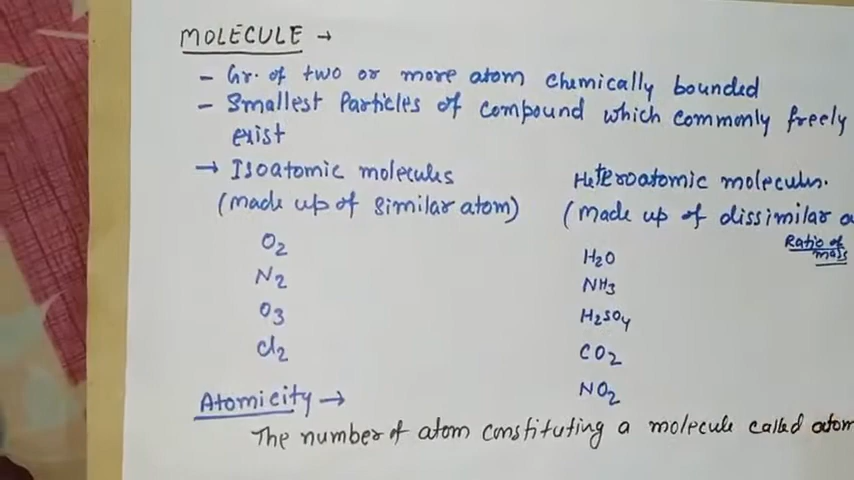 MOLECULE →
- Gr. of two or more atom chemically bounded
- Smallest Particles of compound which commonly freely
exist
→ Isoatomic molecules
(made up of similar atom)
O2
N2
O3
Cl2
Heteroatomic molecules.
(made up of dissimilar a
Ratio of
mass
H2O
NH3
H2SO4
CO2
NO2
Atomicity →
The number of atom constituting a molecule called atom